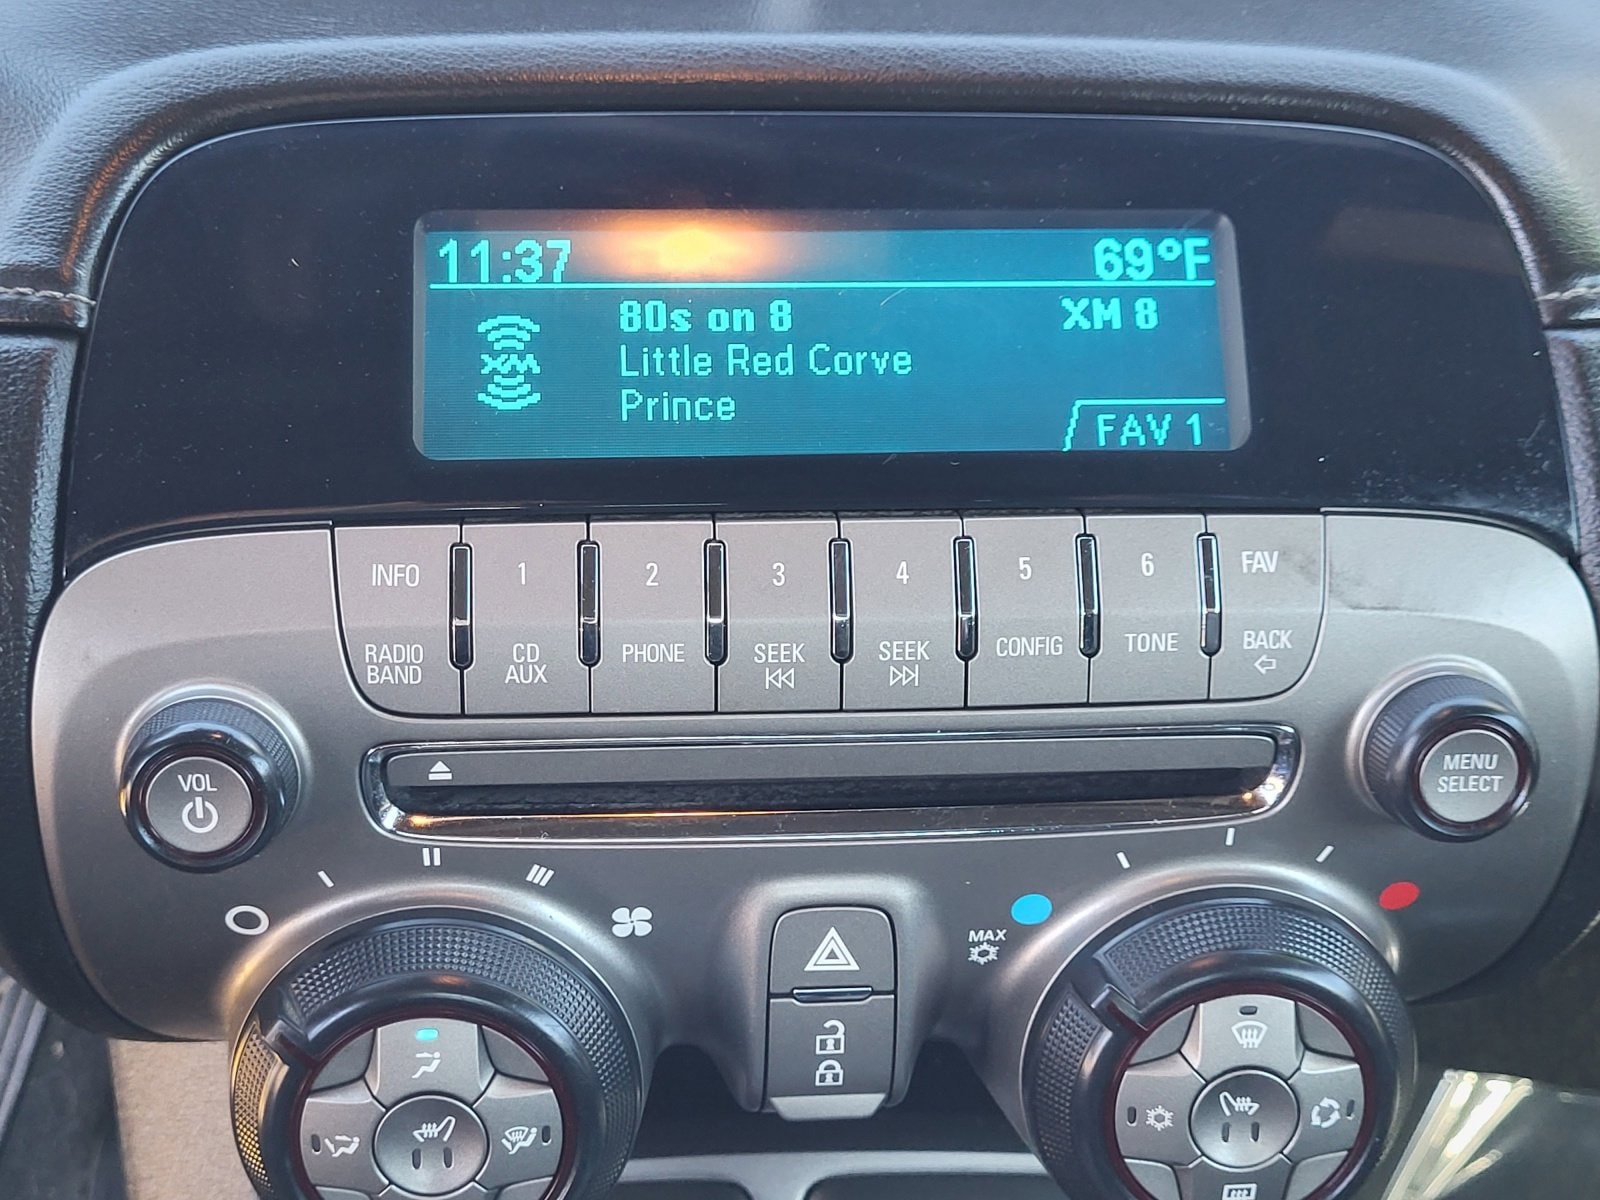 11:37 69°F
80s on 8 XM 8
XM Little Red Corve
Prince
FAV 1
INFO 1 2 3 4 5 6 FAV
RADIO BAND CD AUX PHONE SEEK SEEK CONFIG TONE BACK
VOL
MENU
SELECT
MAX